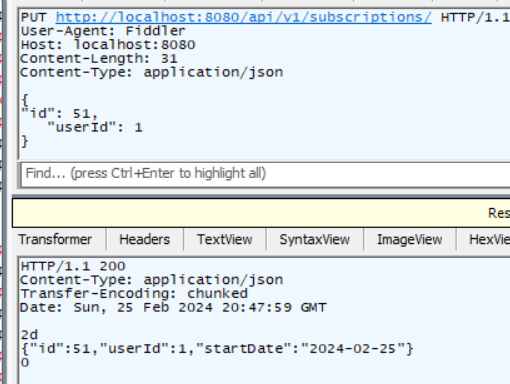 PUT http://localhost:8080/api/v1/subscriptions/ HTTP/1.1
User-Agent: Fiddler
Host: localhost:8080
Content-Length: 31
Content-Type: application/json
{
"id": 51,
"userId": 1
}
Find... (press Ctrl+Enter to highlight all)
Res
Transformer Headers TextView SyntaxView ImageView HexVie
HTTP/1.1 200
Content-Type: application/json
Transfer-Encoding: chunked
Date: Sun, 25 Feb 2024 20:47:59 GMT
2d
{"id":51,"userId":1,"startDate":"2024-02-25"}
0